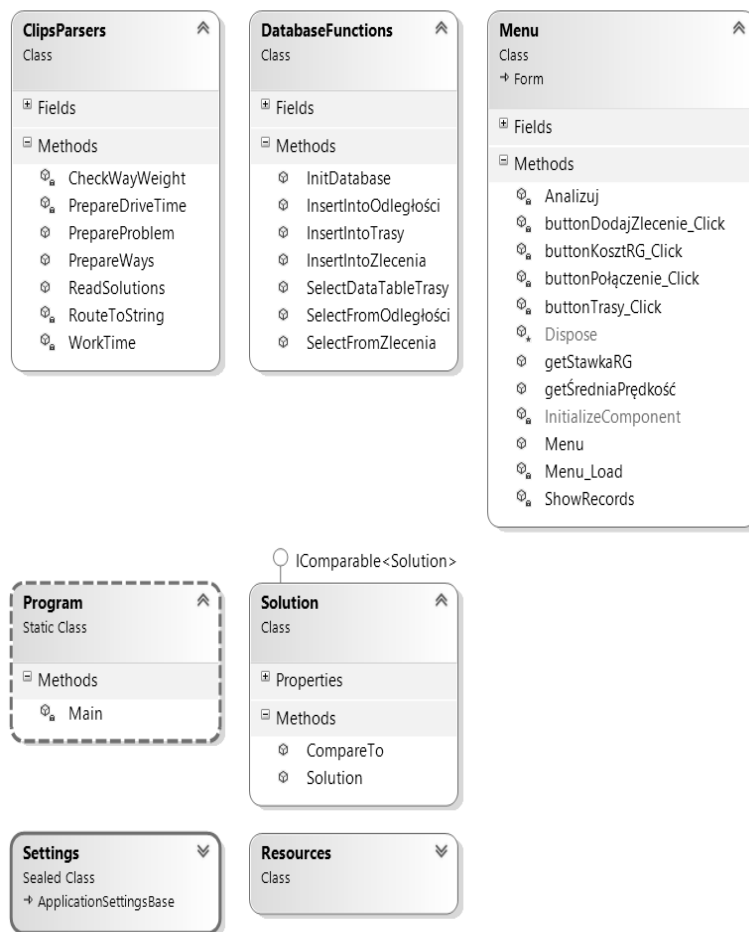 ClipsParsers
Class
Fields
Methods
CheckWayWeight
PrepareDriveTime
PrepareProblem
PrepareWays
ReadSolutions
RouteToString
WorkTime
DatabaseFunctions
Class
Fields
Methods
InitDatabase
InsertIntoOdległości
InsertIntoTrasy
InsertIntoZlecenia
SelectDataTableTrasy
SelectFromOdległości
SelectFromZlecenia
Menu
Class
Form
Fields
Methods
Analizuj
buttonDodajZlecenie_Click
buttonKosztRG_Click
buttonPołączenie_Click
buttonTrasy_Click
Dispose
getStawkaRG
getŚredniaPrędkość
InitializeComponent
Menu
Menu_Load
ShowRecords
Program
Static Class
Methods
Main
IComparable<Solution>
Solution
Class
Properties
Methods
CompareTo
Solution
Settings
Sealed Class
ApplicationSettingsBase
Resources
Class